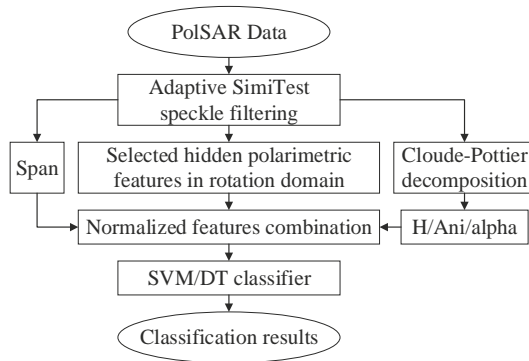 PolSAR Data
Adaptive SimiTest
speckle filtering
Span
Selected hidden polarimetric
features in rotation domain
Cloude-Pottier
decomposition
Normalized features combination
H/Ani/alpha
SVM/DT classifier
Classification results